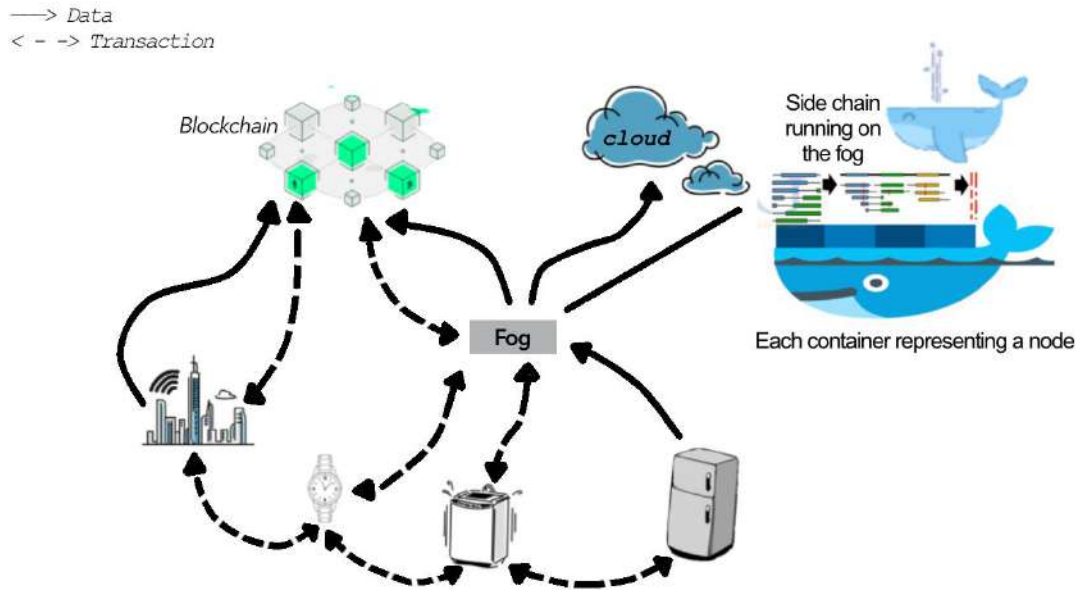 ───> Data
< - -> Transaction
Blockchain
cloud
Side chain
running on
the fog
Fog
Each container representing a node